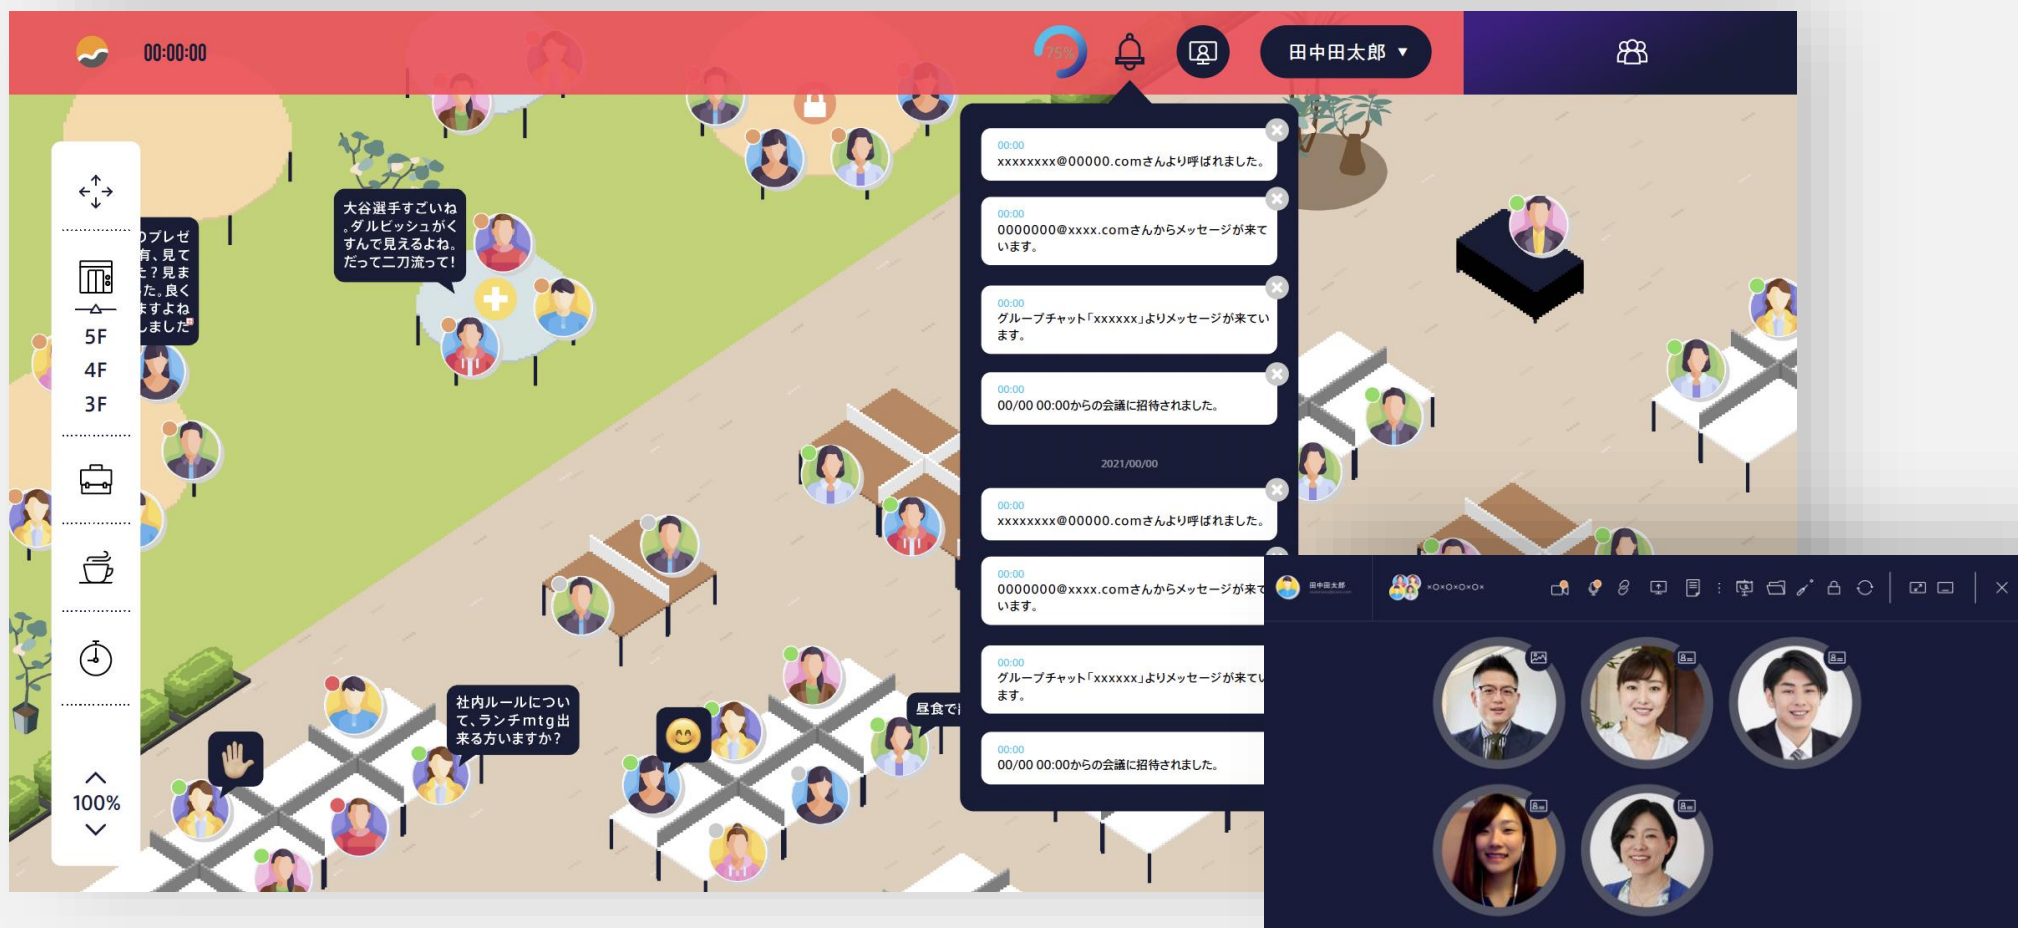 00:00:00
75%
田中田太郎 ▼
5F
4F
3F
100%
のプレゼ
有、見て
た?見ま
した。良く
ますよね
しました
大谷選手すごいね
。ダルビッシュがく
すんで見えるよね。
だって二刀流って!
社内ルールについ
て、ランチmtg出
来る方いますか?
昼食で
00:00
xxxxxxxx@00000.comさんより呼ばれました。
00:00
0000000@xxxx.comさんからメッセージが来て
います。
00:00
グループチャット「xxxxxx」よりメッセージが来てい
ます。
00:00
00/00 00:00からの会議に招待されました。
2021/00/00
00:00
xxxxxxxx@00000.comさんより呼ばれました。
00:00
0000000@xxxx.comさんからメッセージが来て
います。
00:00
グループチャット「xxxxxx」よりメッセージが来てい
ます。
00:00
00/00 00:00からの会議に招待されました。
田中田太郎
×○×○×○×○×